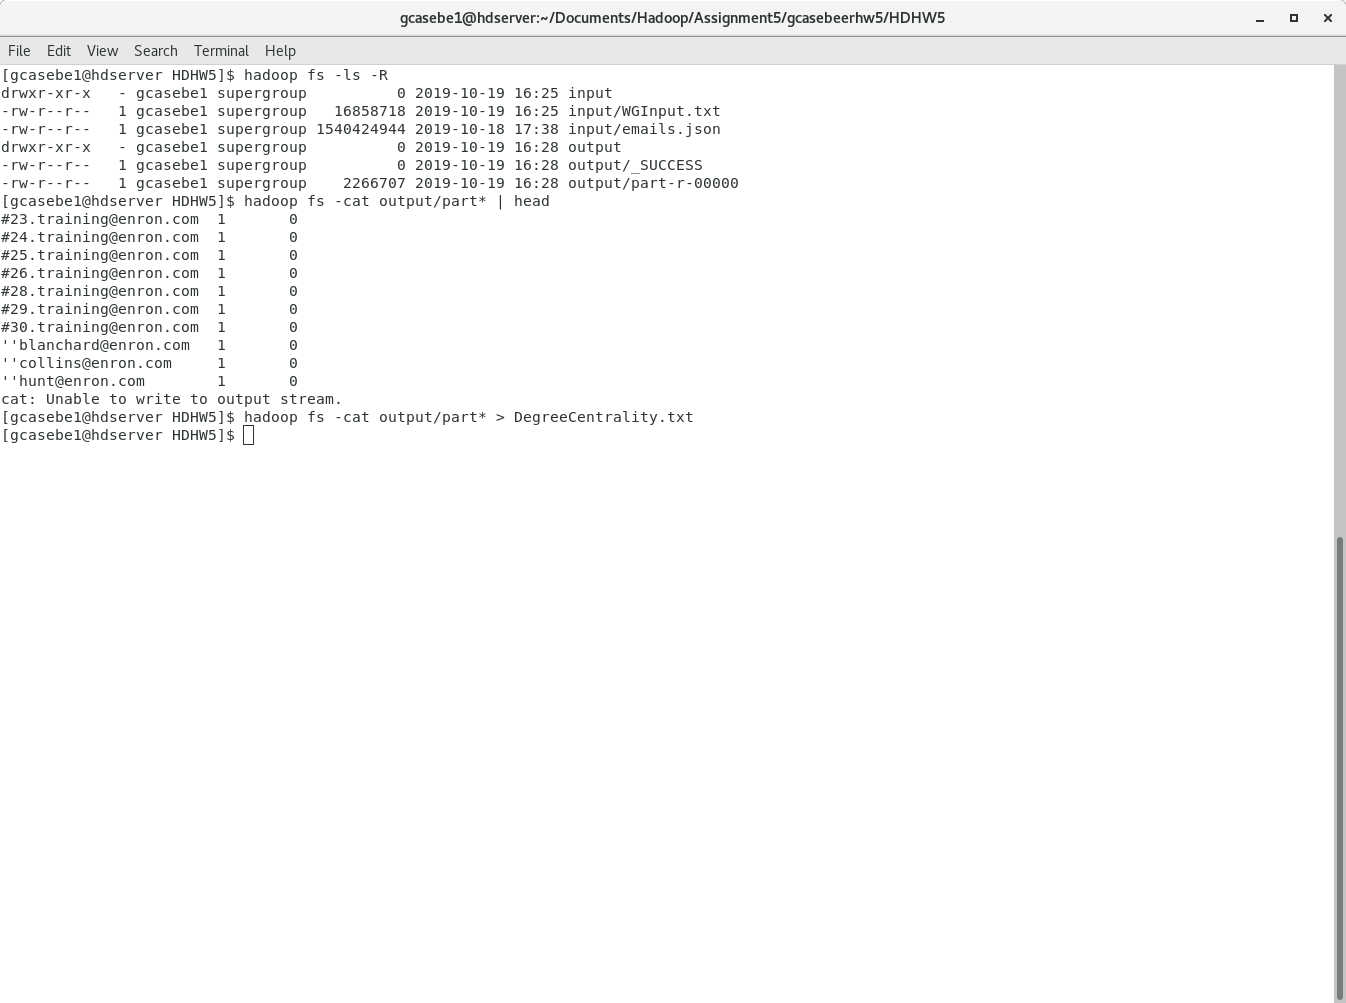 gcasebe1@hdserver:~/Documents/Hadoop/Assignment5/gcasebeerhw5/HDHW5
File Edit View Search Terminal Help
[gcasebe1@hdserver HDHW5]$ hadoop fs -ls -R
drwxr-xr-x   - gcasebe1 supergroup          0 2019-10-19 16:25 input
-rw-r--r--   1 gcasebe1 supergroup   16858718 2019-10-19 16:25 input/WGInput.txt
-rw-r--r--   1 gcasebe1 supergroup 1540424944 2019-10-18 17:38 input/emails.json
drwxr-xr-x   - gcasebe1 supergroup          0 2019-10-19 16:28 output
-rw-r--r--   1 gcasebe1 supergroup          0 2019-10-19 16:28 output/_SUCCESS
-rw-r--r--   1 gcasebe1 supergroup    2266707 2019-10-19 16:28 output/part-r-00000
[gcasebe1@hdserver HDHW5]$ hadoop fs -cat output/part* | head
#23.training@enron.com  1       0
#24.training@enron.com  1       0
#25.training@enron.com  1       0
#26.training@enron.com  1       0
#28.training@enron.com  1       0
#29.training@enron.com  1       0
#30.training@enron.com  1       0
''blanchard@enron.com   1       0
''collins@enron.com     1       0
''hunt@enron.com        1       0
cat: Unable to write to output stream.
[gcasebe1@hdserver HDHW5]$ hadoop fs -cat output/part* > DegreeCentrality.txt
[gcasebe1@hdserver HDHW5]$